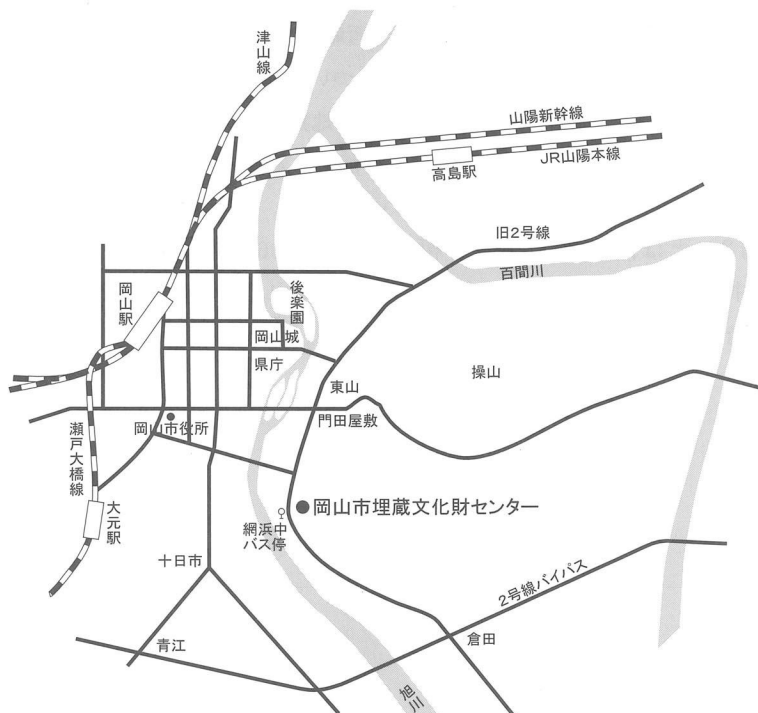 津山線
山陽新幹線
JR山陽本線
高島駅
旧2号線
百間川
岡山駅
後楽園
岡山城
県庁
操山
東山
門田屋敷
岡山市役所
瀬戸大橋線
大元駅
岡山市埋蔵文化財センター
網浜中
バス停
十日市
2号線バイパス
青江
倉田
旭川